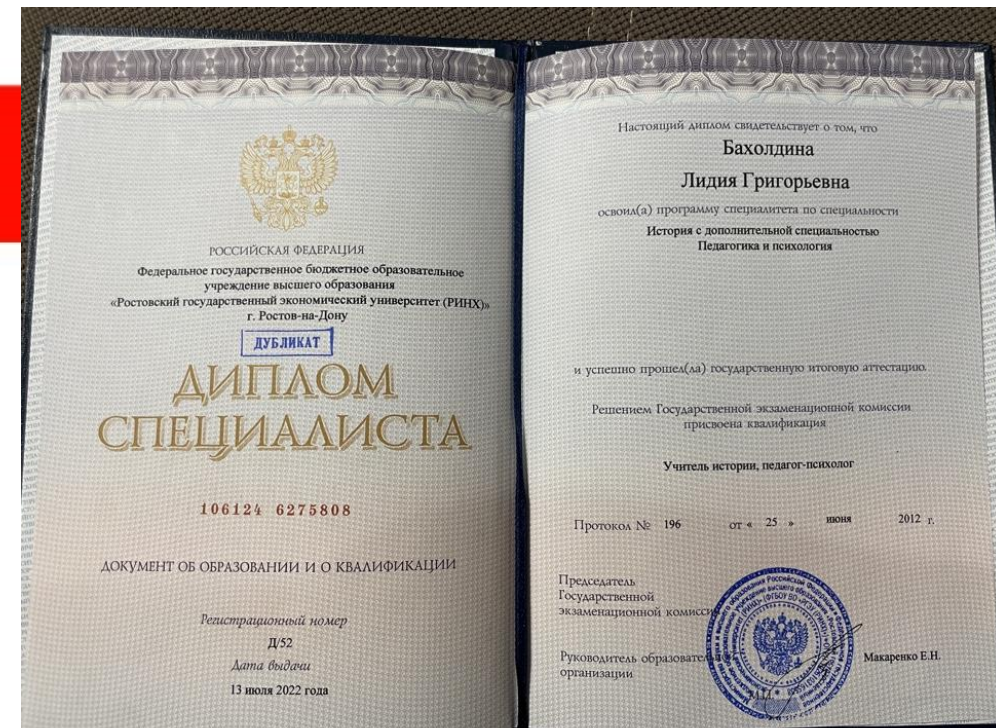 РОССИЙСКАЯ ФЕДЕРАЦИЯ
Федеральное государственное бюджетное образовательное
учреждение высшего образования
«Ростовский государственный экономический университет (РИНХ)»
г. Ростов-на-Дону
ДУБЛИКАТ
ДИПЛОМ
СПЕЦИАЛИСТА
106124 6275808
ДОКУМЕНТ ОБ ОБРАЗОВАНИИ И О КВАЛИФИКАЦИИ
Регистрационный номер
Д/52
Дата выдачи
13 июля 2022 года
Настоящий диплом свидетельствует о том, что
Бахолдина
Лидия Григорьевна
освоил(а) программу специалитета по специальности
История с дополнительной специальностью
Педагогика и психология
и успешно прошел(ла) государственную итоговую аттестацию
Решением Государственной экзаменационной комиссии
присвоена квалификация
Учитель истории, педагог-психолог
Протокол № 196 от « 25 » июня 2012 г.
Председатель
Государственной
экзаменационной комиссии
Руководитель образовательной
организации
Макаренко Е.Н.
М.П.